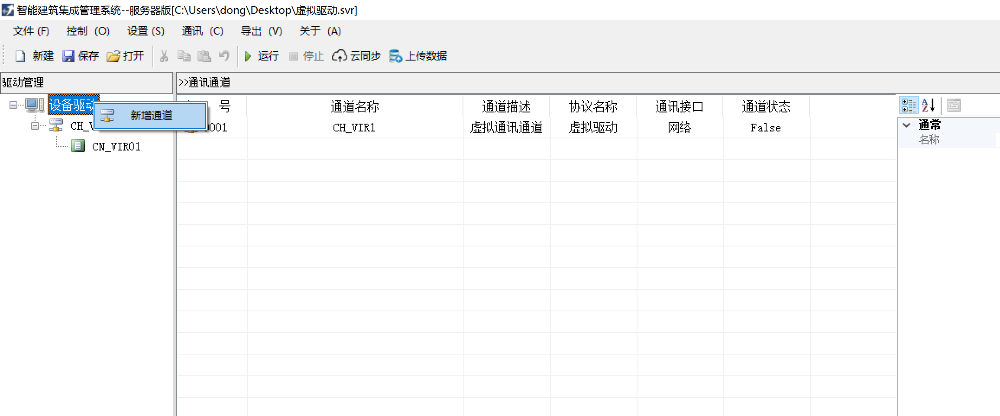 智能建筑集成管理系统--服务器版[C:\Users\dong\Desktop\虚拟驱动.svr]
文件 (F) 控制 (O) 设置 (S) 通讯 (C) 导出 (V) 关于 (A)
新建 保存 打开 运行 停止 云同步 上传数据
驱动管理 >>通讯通道
设备驱动 号 通道名称 通道描述 协议名称 通讯接口 通道状态
新增通道
CH_V 0001 CH_VIR1 虚拟通讯通道 虚拟驱动 网络 False 通常
名称
CN_VIR01